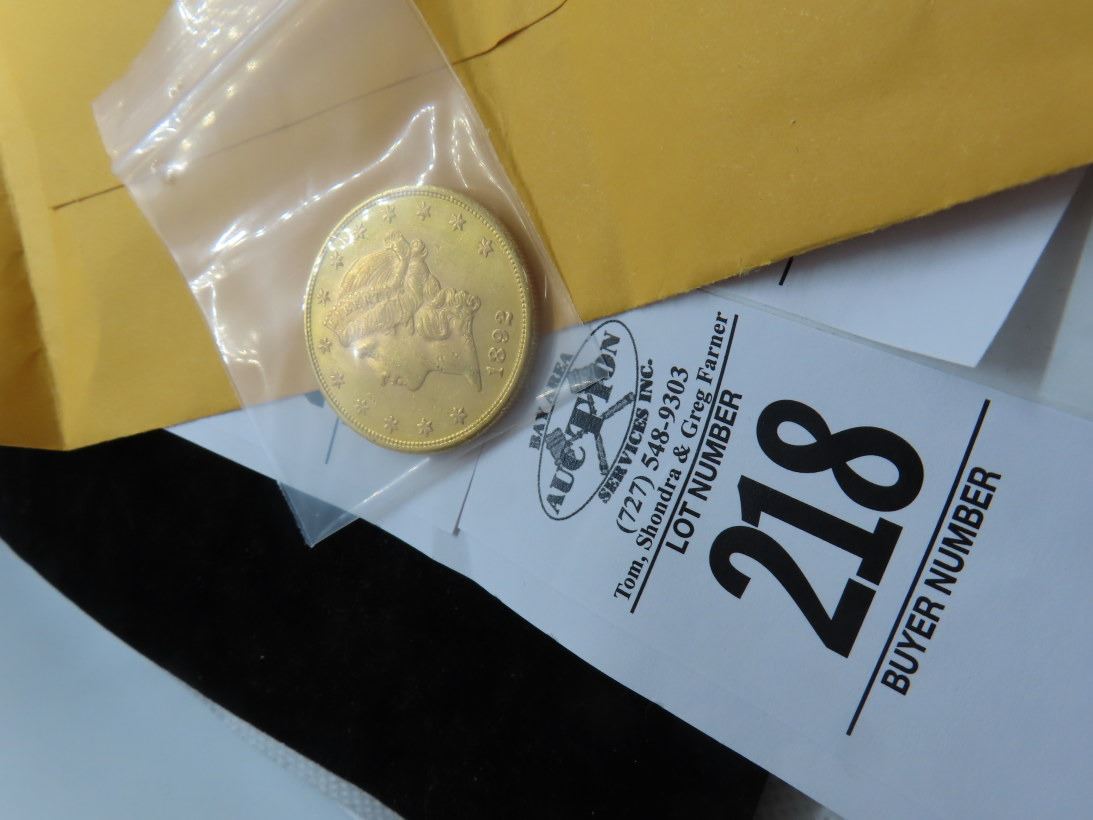 1892
BAY AREA
AUCTION
SERVICES INC.
(727) 548-9303
Tom, Shondra & Greg Farner
LOT NUMBER
218
BUYER NUMBER